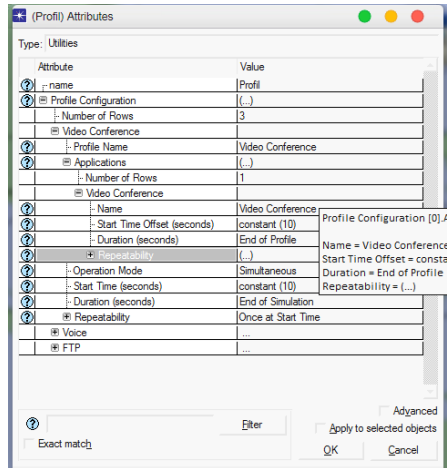 (Profil) Attributes
Type: Utilities
Attribute Value
name Profil
Profile Configuration (...)
Number of Rows 3
Video Conference
Profile Name Video Conference
Applications (...)
Number of Rows 1
Video Conference
Name Video Conference
Start Time Offset (seconds) constant (10)
Duration (seconds) End of Profile
Repeatability (...)
Operation Mode Simultaneous
Start Time (seconds) constant (10)
Duration (seconds) End of Simulation
Repeatability Once at Start Time
Voice ...
FTP ...
Profile Configuration [0].A
Name = Video Conference
Start Time Offset = consta
Duration = End of Profile
Repeatability = (...)
Advanced
Filter
Apply to selected objects
Exact match
OK
Cancel